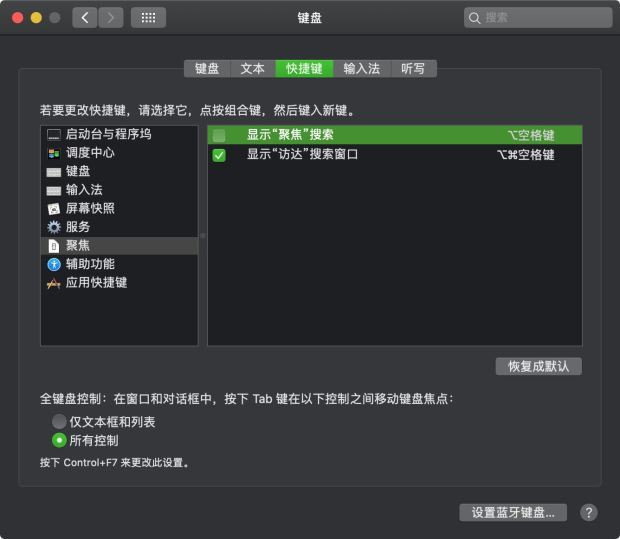 键盘
搜索
键盘 文本 快捷键 输入法 听写
若要更改快捷键，请选择它，点按组合键，然后键入新键。
启动台与程序坞
调度中心
键盘
输入法
屏幕快照
服务
聚焦
辅助功能
应用快捷键
显示“聚焦”搜索 ⌥空格键
显示“访达”搜索窗口 ⌥⌘空格键
恢复成默认
全键盘控制：在窗口和对话框中，按下 Tab 键在以下控制之间移动键盘焦点：
仅文本框和列表
所有控制
按下 Control+F7 来更改此设置。
设置蓝牙键盘... ?